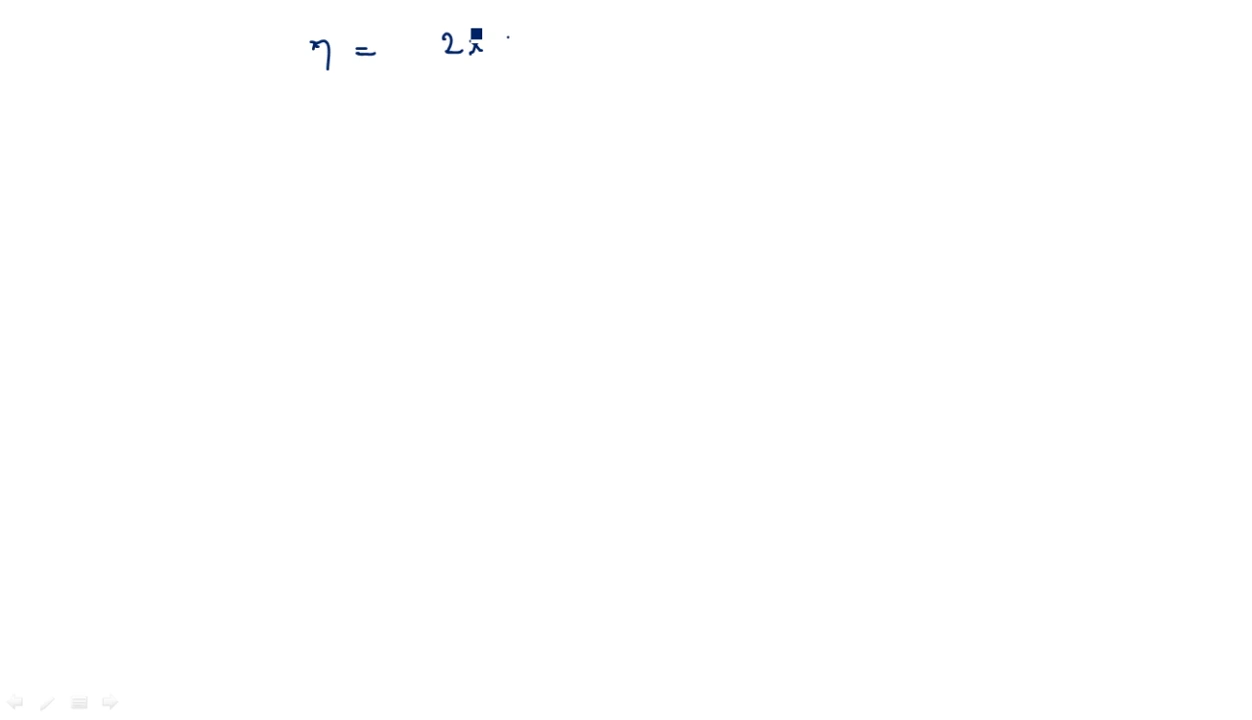 η = 2